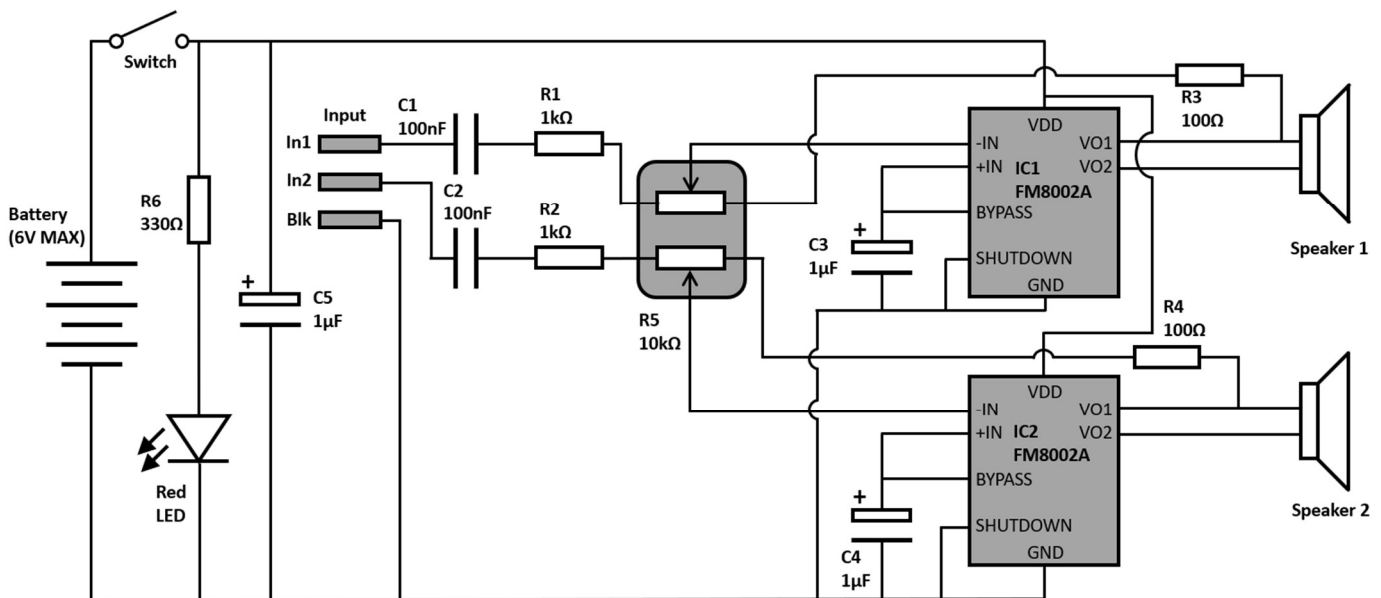 Switch
Battery
(6V MAX)
R6
330Ω
+
C5
1µF
Red
LED
Input
In1
In2
Blk
C1
100nF
C2
100nF
R1
1kΩ
R2
1kΩ
R5
10kΩ
+
C3
1µF
VDD
-IN
+IN
IC1
FM8002A
BYPASS
SHUTDOWN
GND
VO1
VO2
R3
100Ω
Speaker 1
R4
100Ω
+
C4
1µF
VDD
-IN
+IN
IC2
FM8002A
BYPASS
SHUTDOWN
GND
VO1
VO2
Speaker 2